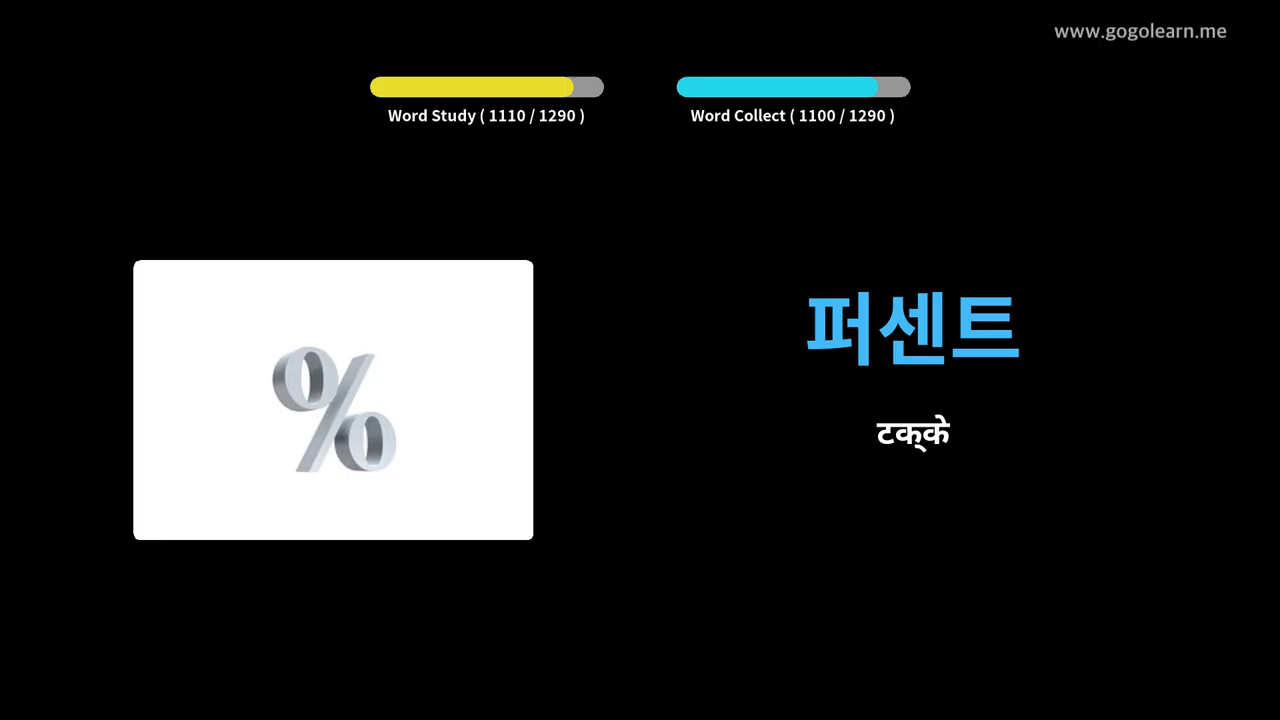 www.gogolearn.me
Word Study ( 1110 / 1290 )
Word Collect ( 1100 / 1290 )
%
퍼센트
टक्के